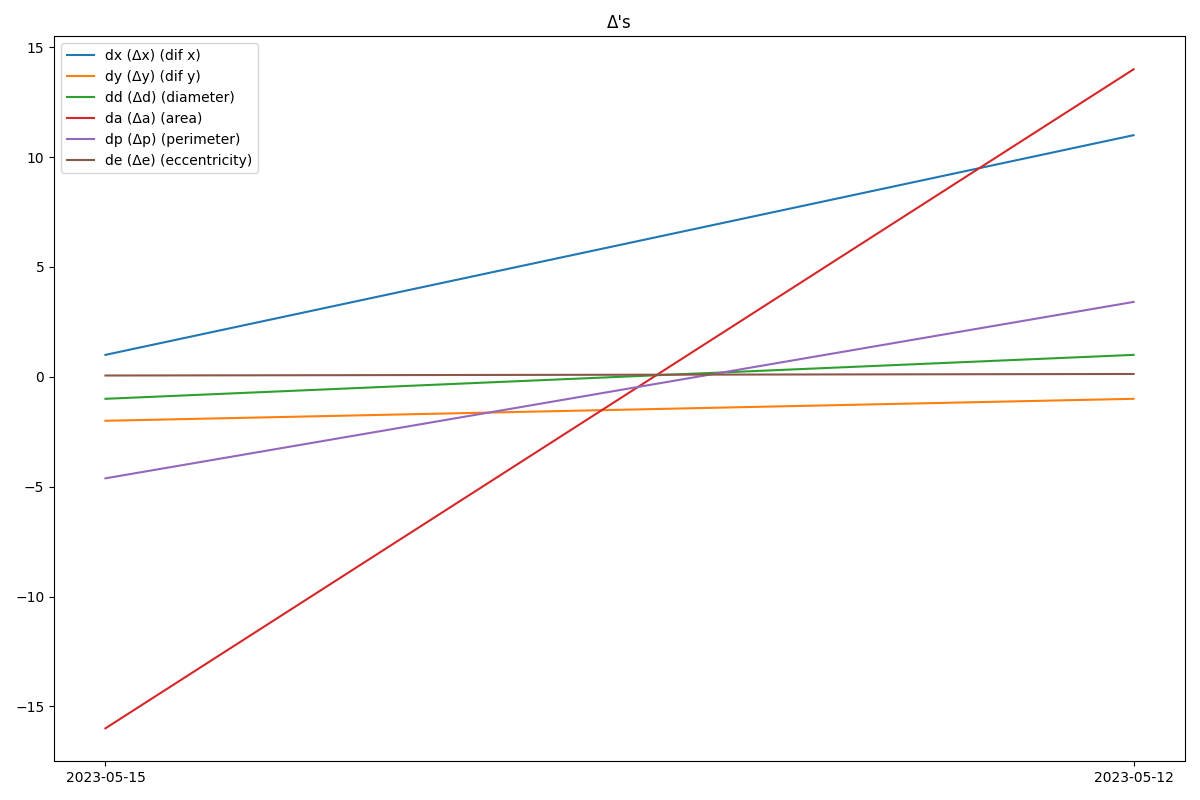 Δ's
dx (Δx) (dif x)
dy (Δy) (dif y)
dd (Δd) (diameter)
da (Δa) (area)
dp (Δp) (perimeter)
de (Δe) (eccentricity)
15
10
5
0
−5
−10
−15
2023-05-15
2023-05-12